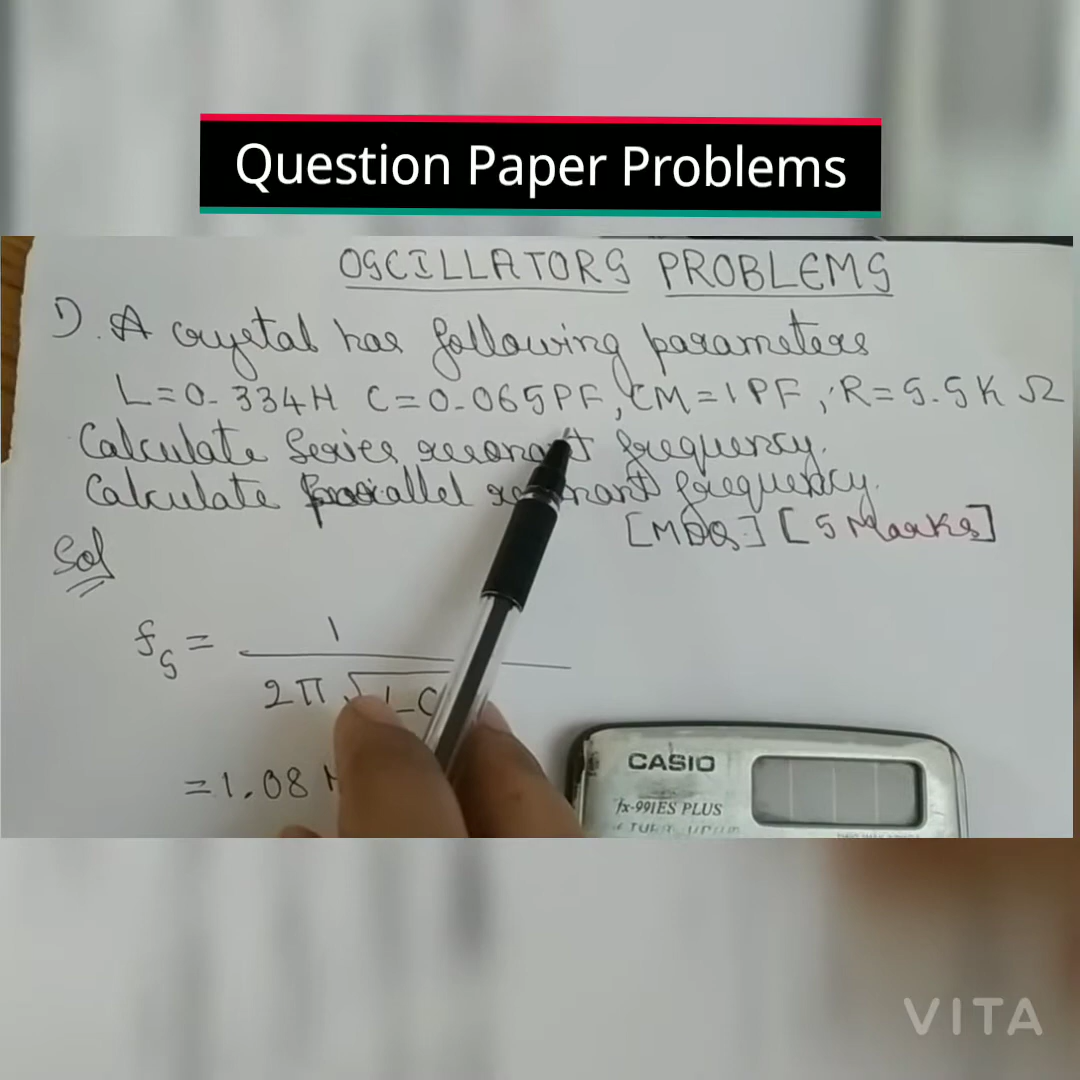 Question Paper Problems
OSCILLATORS PROBLEMS
1). A crystal has following parameters
L=0.334H C=0.065PF, CM=1PF, R=5.5K Ω
Calculate Series resonant frequency.
Calculate parallel resonant frequency.
[MDQ.] [5 Marks]
Sol
fs = 1
2π √LC
=1.08
CASIO
fx-991ES PLUS
VITA